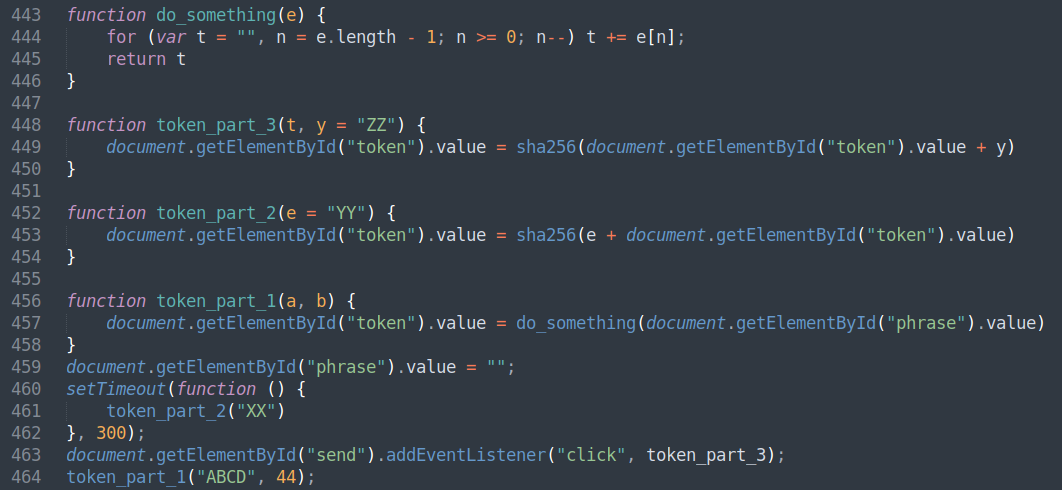 443 function do_something(e) {
444     for (var t = "", n = e.length - 1; n >= 0; n--) t += e[n];
445     return t
446 }
447
448 function token_part_3(t, y = "ZZ") {
449     document.getElementById("token").value = sha256(document.getElementById("token").value + y)
450 }
451
452 function token_part_2(e = "YY") {
453     document.getElementById("token").value = sha256(e + document.getElementById("token").value)
454 }
455
456 function token_part_1(a, b) {
457     document.getElementById("token").value = do_something(document.getElementById("phrase").value)
458 }
459 document.getElementById("phrase").value = "";
460 setTimeout(function () {
461     token_part_2("XX")
462 }, 300);
463 document.getElementById("send").addEventListener("click", token_part_3);
464 token_part_1("ABCD", 44);